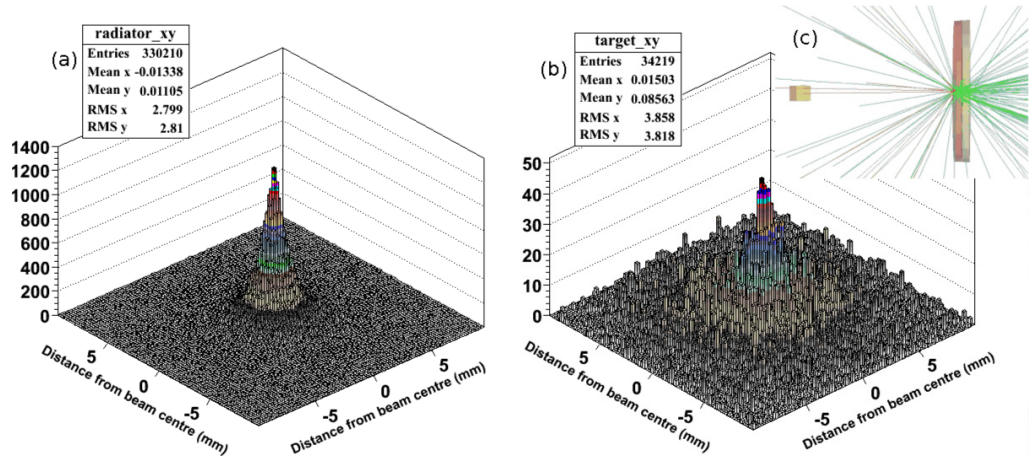 (a)
radiator_xy
Entries 330210
Mean x -0.01338
Mean y 0.01105
RMS x 2.799
RMS y 2.81
1400
1200
1000
800
600
400
200
0
5
0
-5
Distance from beam centre (mm)
-5
0
5
Distance from beam centre (mm)
(b)
target_xy
Entries 34219
Mean x 0.01503
Mean y 0.08563
RMS x 3.858
RMS y 3.818
50
40
30
20
10
0
5
0
-5
Distance from beam centre (mm)
-5
0
5
Distance from beam centre (mm)
(c)